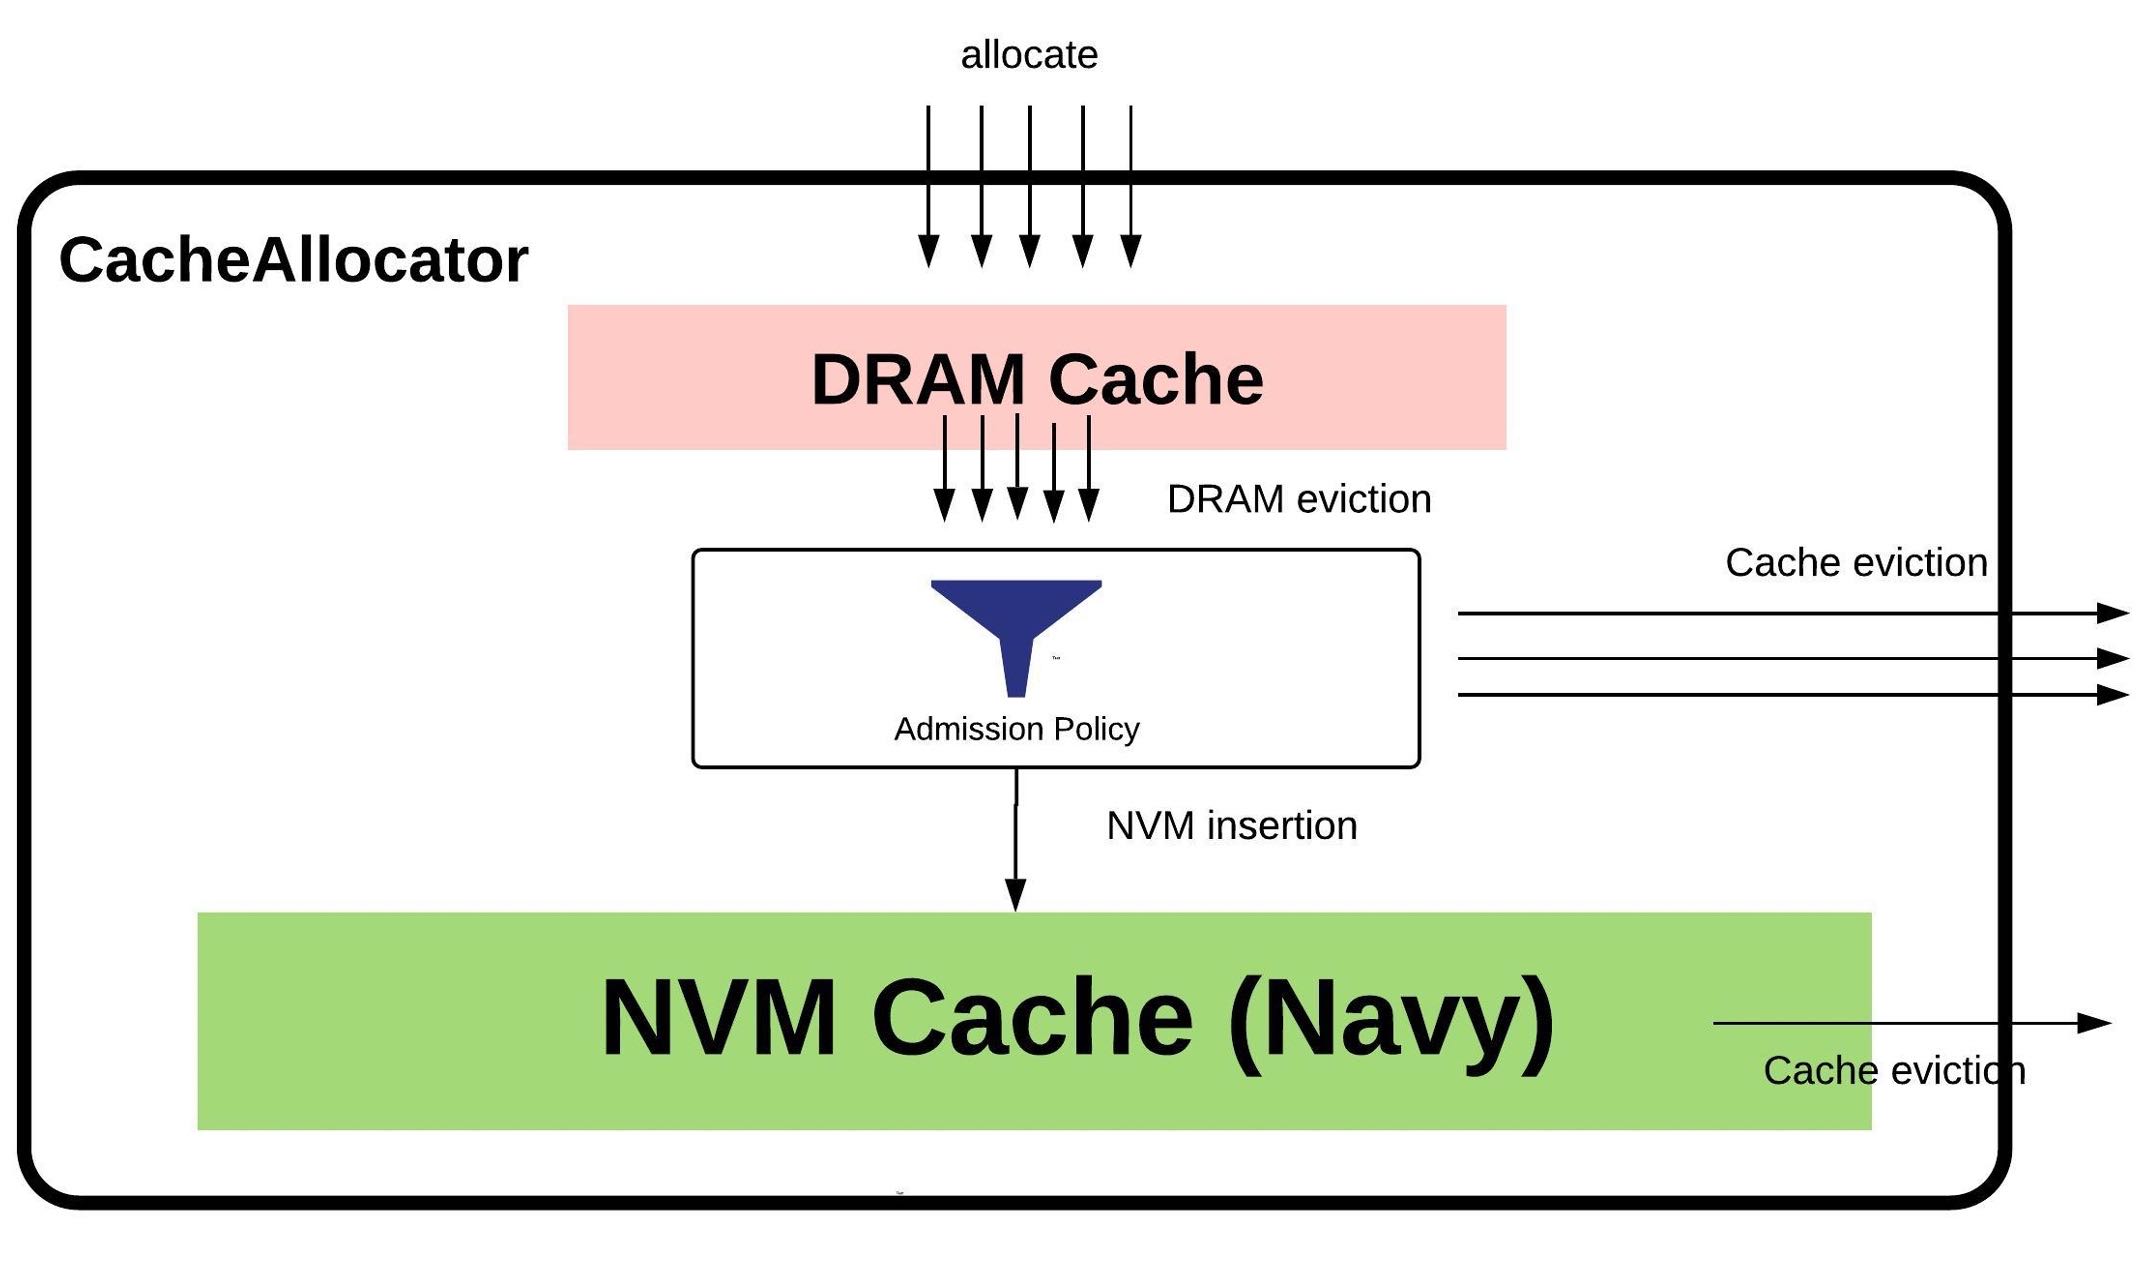 allocate
CacheAllocator
DRAM Cache
DRAM eviction
Cache eviction
Admission Policy
NVM insertion
NVM Cache (Navy)
Cache eviction